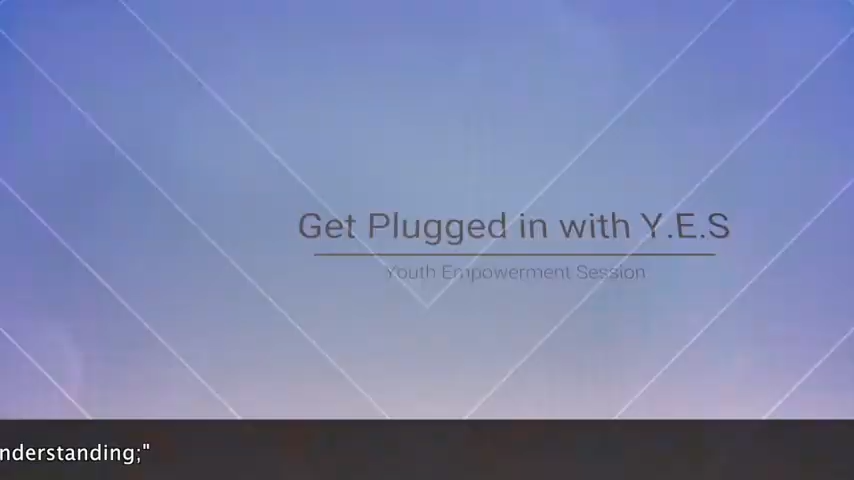 Get Plugged in with Y.E.S
Youth Empowerment Session
nderstanding;"